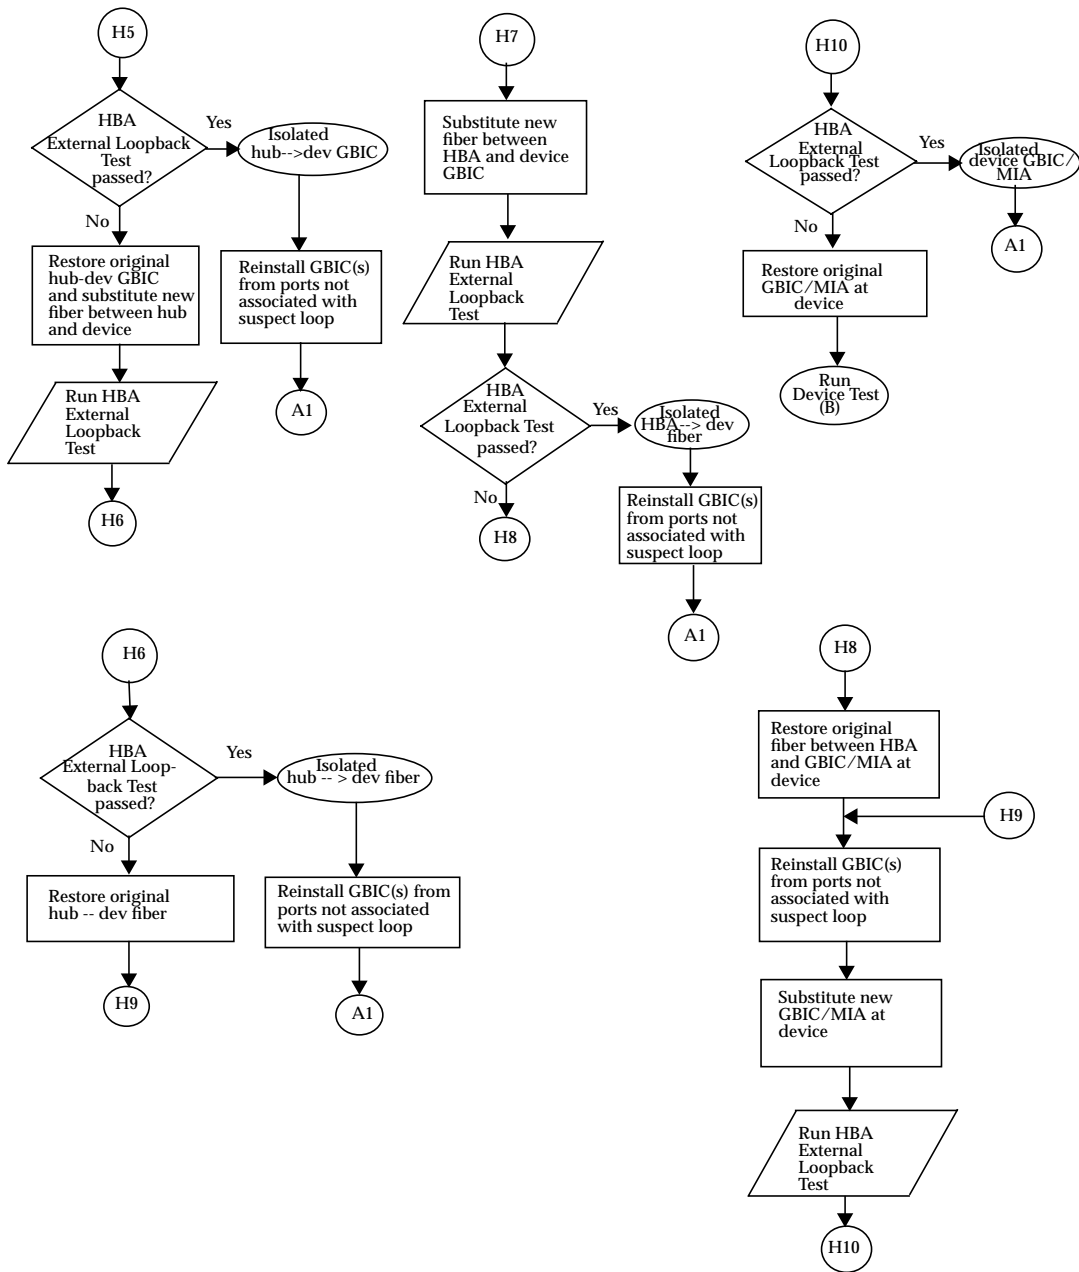 H5
HBA
External Loopback
Test
passed?
Yes
Isolated
hub-->dev GBIC
No
Restore original
hub-dev GBIC
and substitute new
fiber between hub
and device
Reinstall GBIC(s)
from ports not
associated with
suspect loop
Run HBA
External
Loopback
Test
A1
H6
H7
Substitute new
fiber between
HBA and device
GBIC
Run HBA
External
Loopback
Test
HBA
External
Loopback Test
passed?
Yes
Isolated
HBA--> dev
fiber
No
H8
Reinstall GBIC(s)
from ports not
associated with
suspect loop
A1
H10
HBA
External
Loopback Test
passed?
Yes
Isolated
device GBIC/
MIA
No
A1
Restore original
GBIC/MIA at
device
Run
Device Test
(B)
H6
HBA
External Loop-
back Test
passed?
Yes
Isolated
hub -- > dev fiber
No
Restore original
hub -- dev fiber
Reinstall GBIC(s) from
ports not associated
with suspect loop
H9
A1
H8
Restore original
fiber between HBA
and GBIC/MIA at
device
H9
Reinstall GBIC(s)
from ports not
associated with
suspect loop
Substitute new
GBIC/MIA at
device
Run HBA
External
Loopback
Test
H10